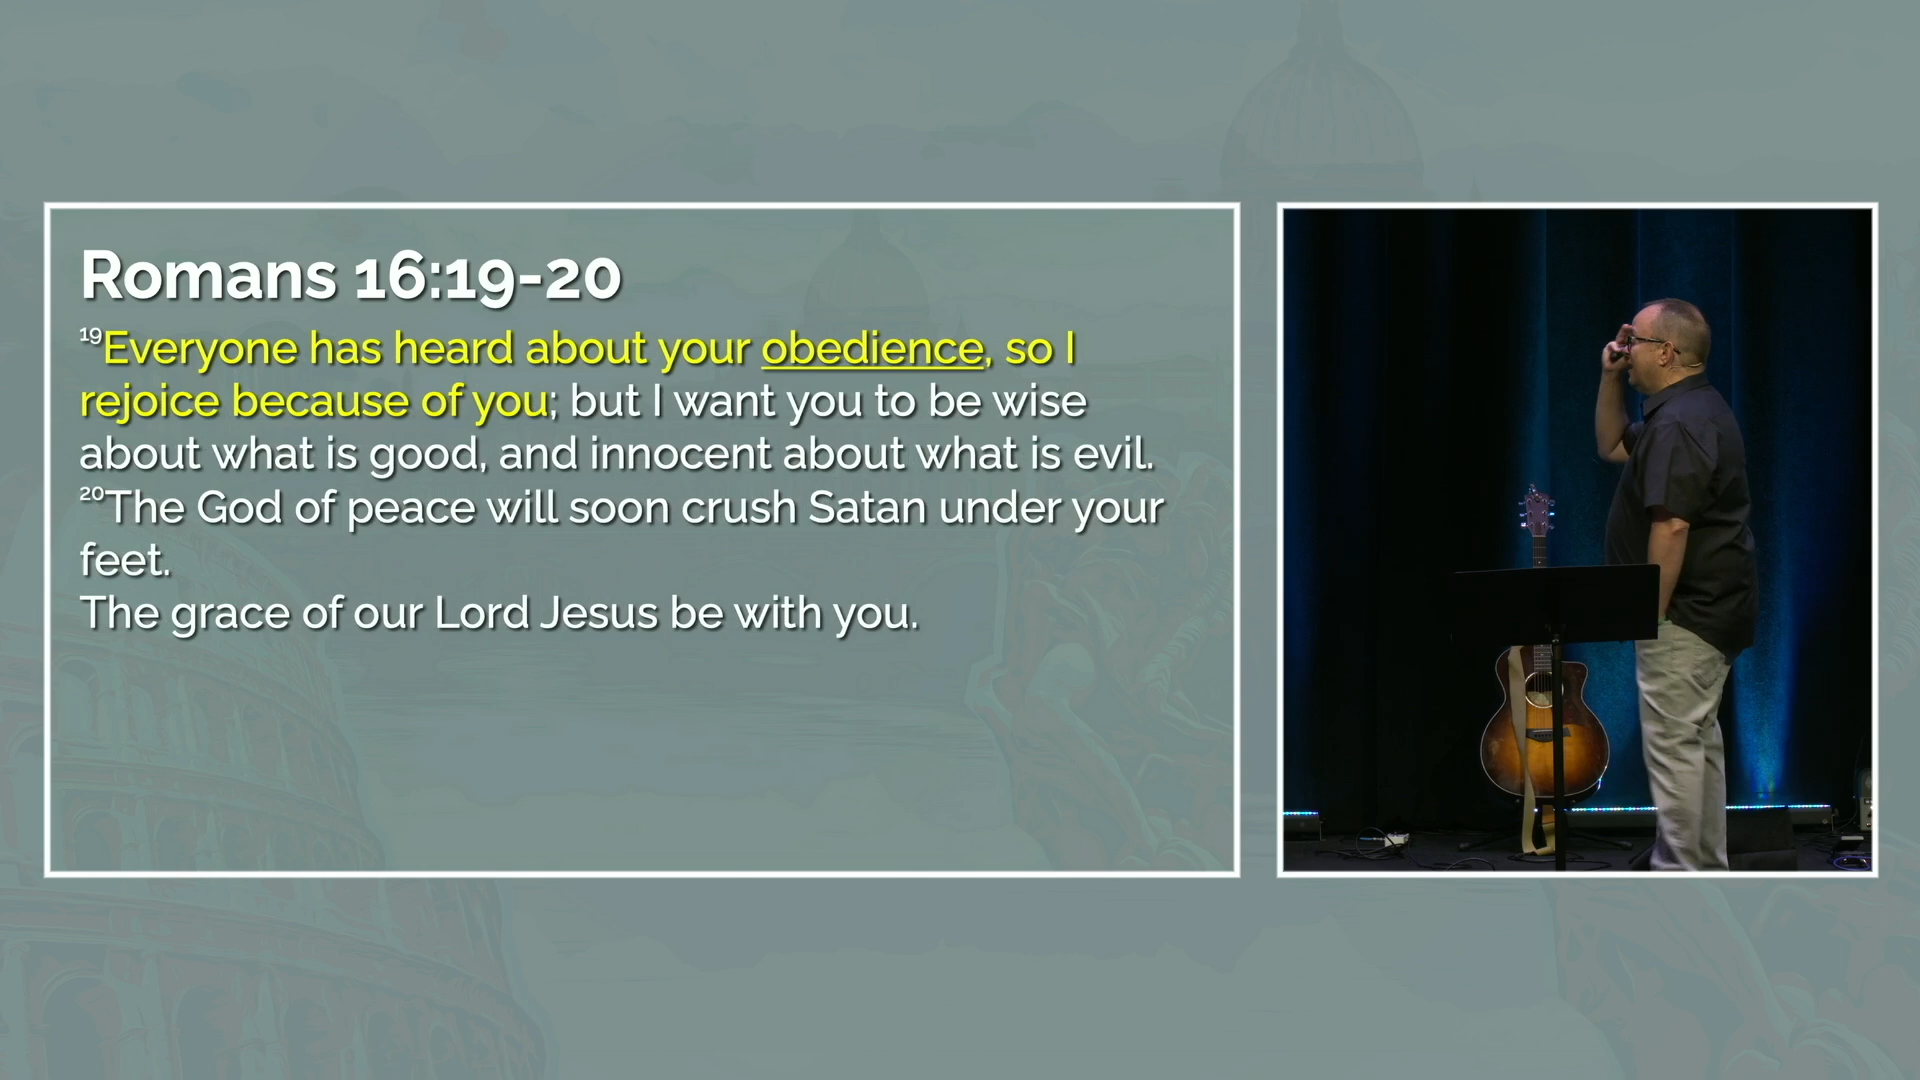 Romans 16:19-20
19Everyone has heard about your obedience, so I
rejoice because of you; but I want you to be wise
about what is good, and innocent about what is evil.
20The God of peace will soon crush Satan under your
feet.
The grace of our Lord Jesus be with you.